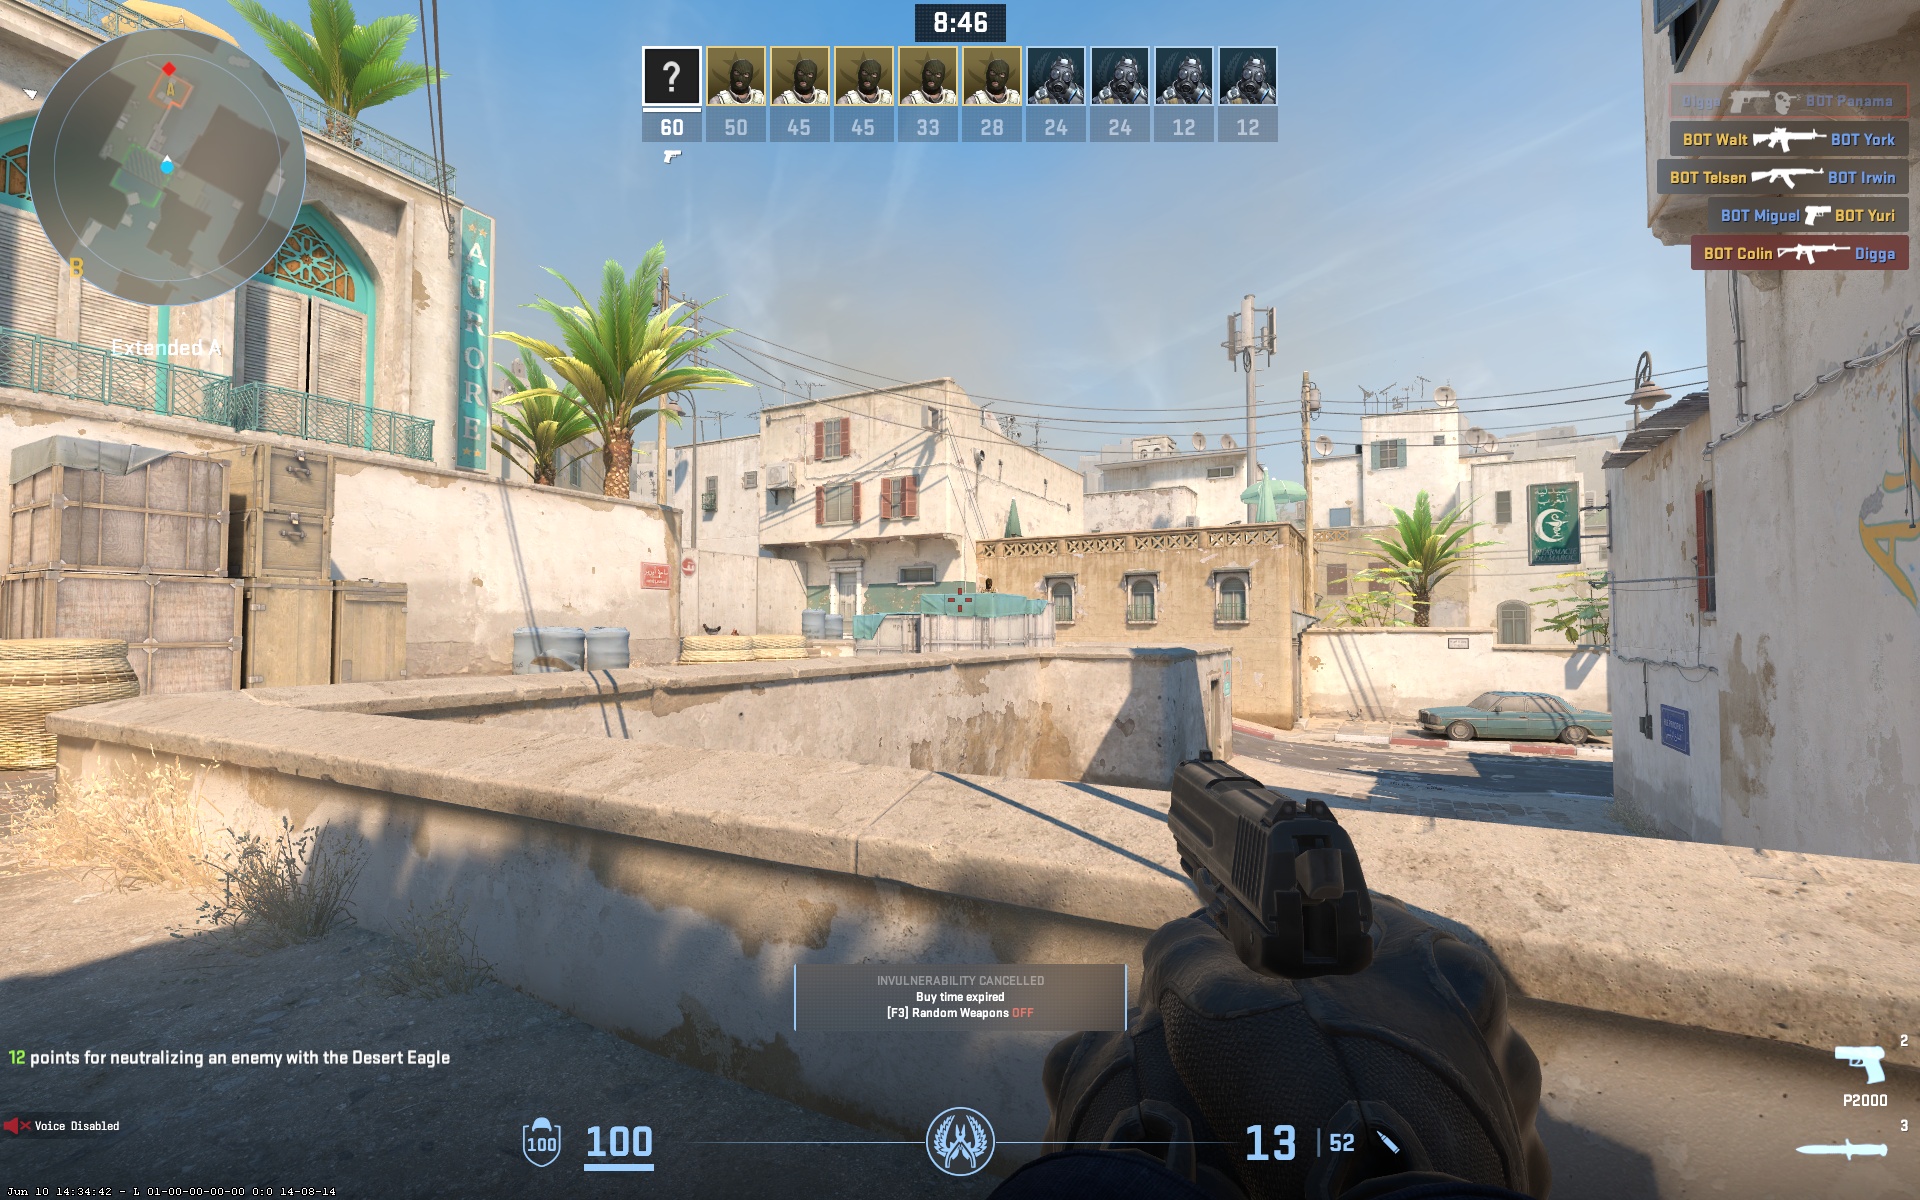 8:46
?
60 50 45 45 33 28 24 24 12 12
A
B
Extended A
Digga BOT Panama
BOT Walt BOT York
BOT Telsen BOT Irwin
BOT Miguel BOT Yuri
BOT Colin Digga
AURORE
INVULNERABILITY CANCELLED
Buy time expired
[F3] Random Weapons OFF
12 points for neutralizing an enemy with the Desert Eagle
Voice Disabled
100 100
13 | 52
2
P2000
3
Jun 10 14:34:42 - L 01-00-00-00-00 0:0 14-08-14